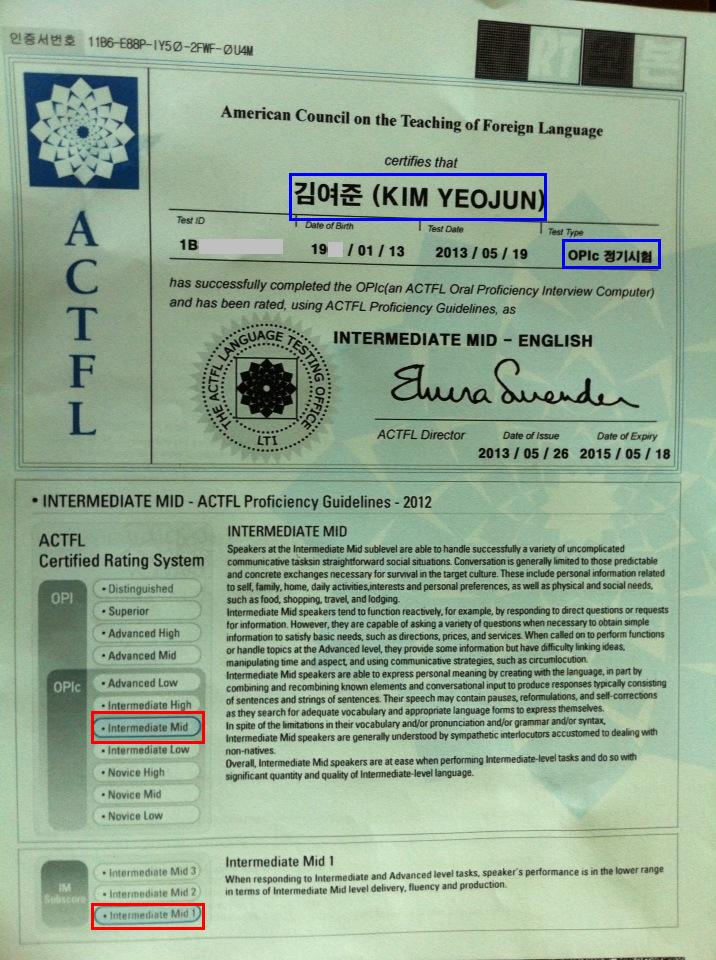 인증서번호 11B6-E88P-IY5Ø-2FWF-ØU4M
American Council on the Teaching of Foreign Language
certifies that
김여준 (KIM YEOJUN)
Test ID Date of Birth Test Date Test Type
1B 19 / 01 / 13 2013 / 05 / 19 OPIc 정기시험
has successfully completed the OPIc(an ACTFL Oral Proficiency Interview Computer)
and has been rated, using ACTFL Proficiency Guidelines, as
INTERMEDIATE MID - ENGLISH
ACTFL
THE ACTFL LANGUAGE TESTING OFFICE
LTI
ACTFL Director Date of Issue Date of Expiry
2013 / 05 / 26 2015 / 05 / 18
• INTERMEDIATE MID - ACTFL Proficiency Guidelines - 2012
ACTFL
Certified Rating System
OPI
• Distinguished
• Superior
• Advanced High
• Advanced Mid
OPIc
• Advanced Low
• Intermediate High
• Intermediate Mid
• Intermediate Low
• Novice High
• Novice Mid
• Novice Low
INTERMEDIATE MID
Speakers at the Intermediate Mid sublevel are able to handle successfully a variety of uncomplicated
communicative tasksin straightforward social situations. Conversation is generally limited to those predictable
and concrete exchanges necessary for survival in the target culture. These include personal information related
to self, family, home, daily activities,interests and personal preferences, as well as physical and social needs,
such as food, shopping, travel, and lodging.
Intermediate Mid speakers tend to function reactively, for example, by responding to direct questions or requests
for information. However, they are capable of asking a variety of questions when necessary to obtain simple
information to satisfy basic needs, such as directions, prices, and services. When called on to perform functions
or handle topics at the Advanced level, they provide some information but have difficulty linking ideas,
manipulating time and aspect, and using communicative strategies, such as circumlocution.
Intermediate Mid speakers are able to express personal meaning by creating with the language, in part by
combining and recombining known elements and conversational input to produce responses typically consisting
of sentences and strings of sentences. Their speech may contain pauses, reformulations, and self-corrections
as they search for adequate vocabulary and appropriate language forms to express themselves.
In spite of the limitations in their vocabulary and/or pronunciation and/or grammar and/or syntax,
Intermediate Mid speakers are generally understood by sympathetic interlocutors accustomed to dealing with
non-natives.
Overall, Intermediate Mid speakers are at ease when performing Intermediate-level tasks and do so with
significant quantity and quality of Intermediate-level language.
IM
Subscore
• Intermediate Mid 3
• Intermediate Mid 2
• Intermediate Mid 1
Intermediate Mid 1
When responding to Intermediate and Advanced level tasks, speaker's performance is in the lower range
in terms of Intermediate Mid level delivery, fluency and production.